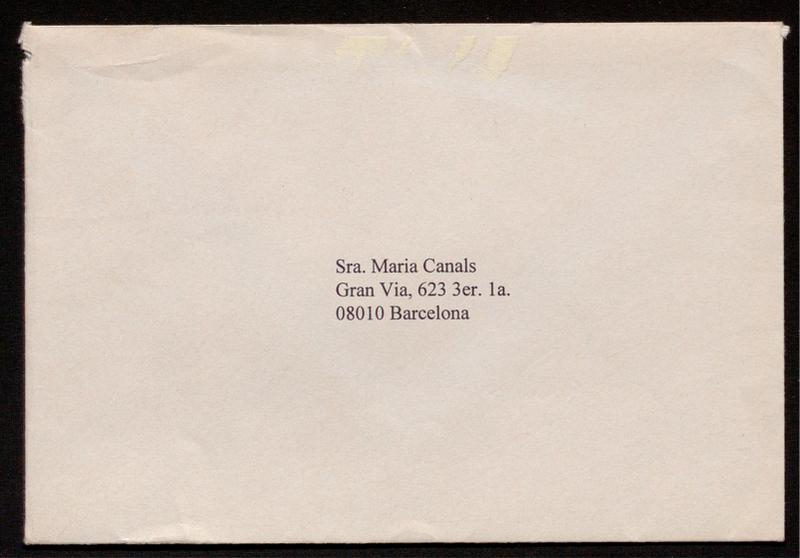 Sra. Maria Canals
Gran Via, 623 3er. 1a.
08010 Barcelona